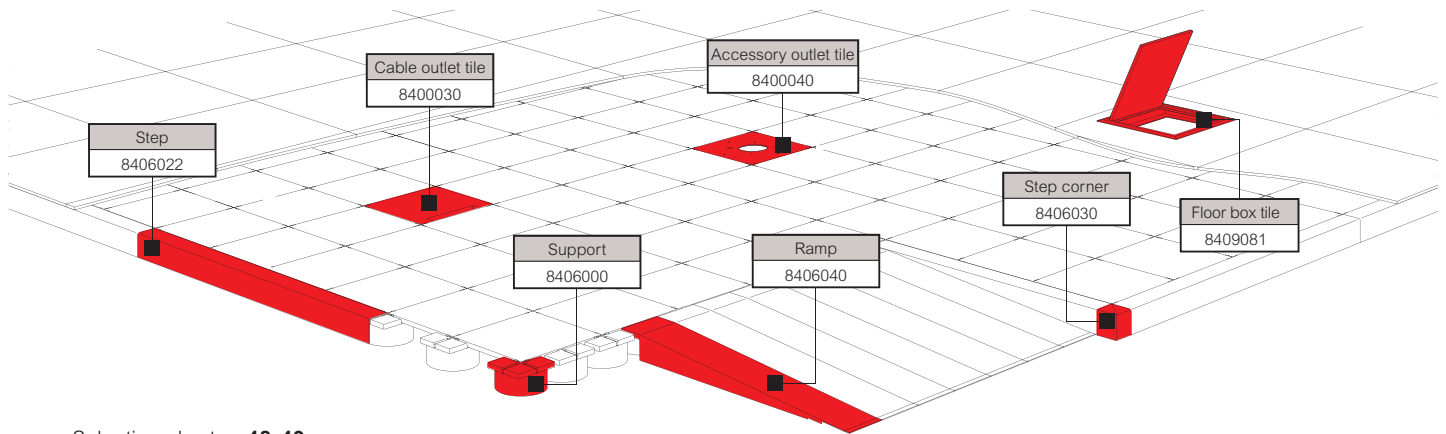 Accessory outlet tile
8400040
Cable outlet tile
8400030
Step
8406022
Step corner
8406030
Floor box tile
8409081
Support
8406000
Ramp
8406040